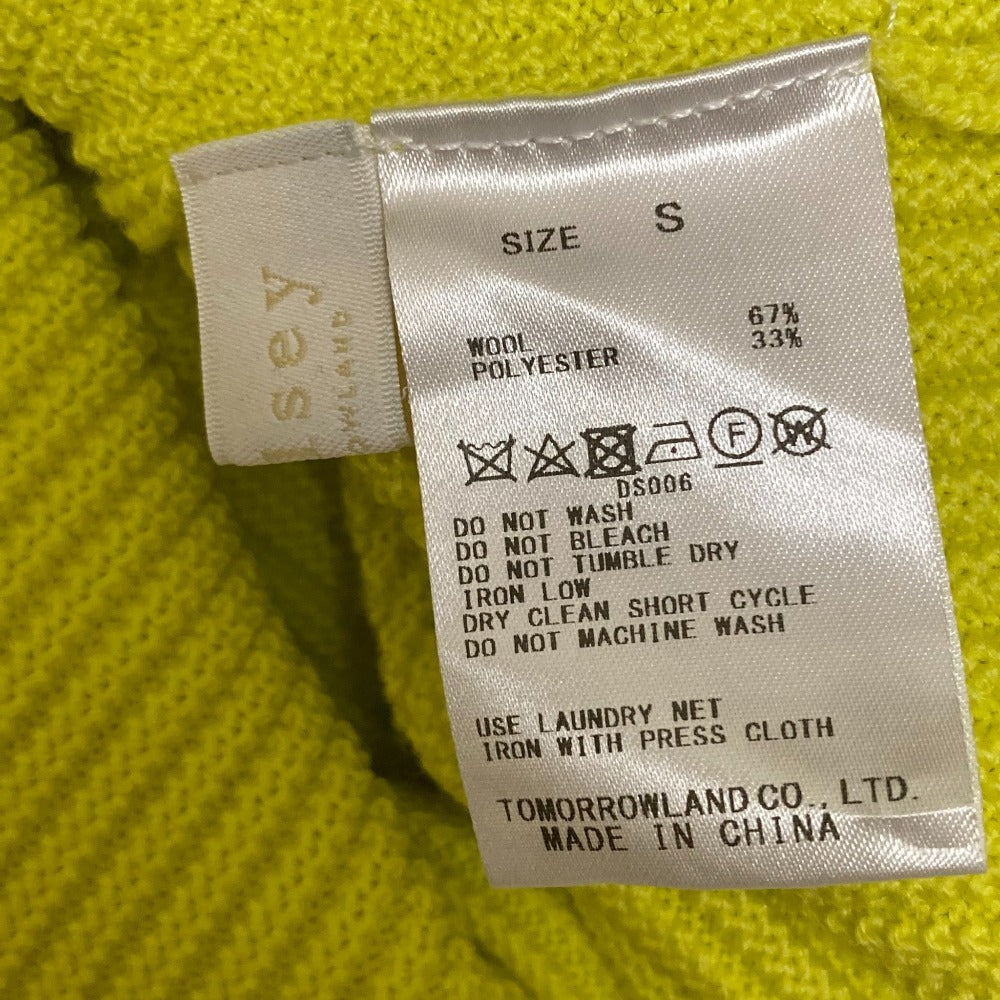 SIZE S
WOOL 67%
POLYESTER 33%
F W
DS006
DO NOT WASH
DO NOT BLEACH
DO NOT TUMBLE DRY
IRON LOW
DRY CLEAN SHORT CYCLE
DO NOT MACHINE WASH
USE LAUNDRY NET
IRON WITH PRESS CLOTH
TOMORROWLAND CO., LTD.
MADE IN CHINA
sey